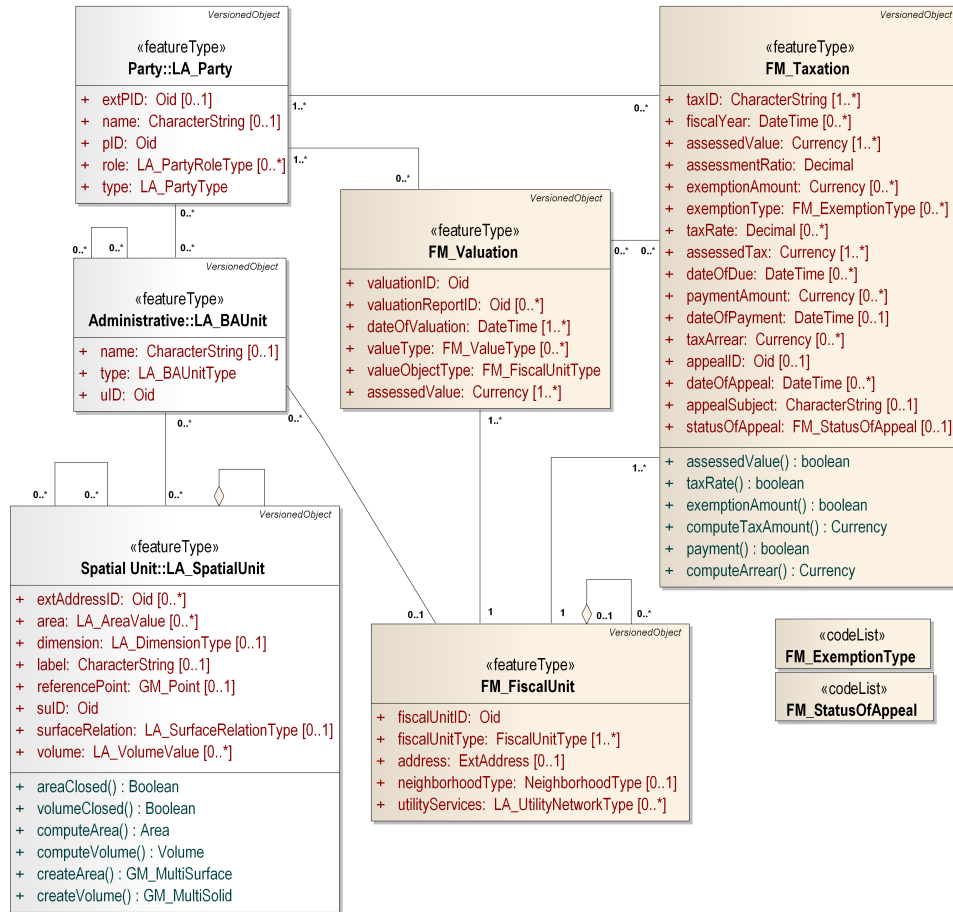 VersionedObject
«featureType»
Party::LA_Party
+ extPID: Oid [0..1]
+ name: CharacterString [0..1]
+ pID: Oid
+ role: LA_PartyRoleType [0..*]
+ type: LA_PartyType
1..*
0..*
1..*
0..*
0..*
0..*
0..*
0..*
VersionedObject
«featureType»
FM_Taxation
+ taxID: CharacterString [1..*]
+ fiscalYear: DateTime [0..*]
+ assessedValue: Currency [1..*]
+ assessmentRatio: Decimal
+ exemptionAmount: Currency [0..*]
+ exemptionType: FM_ExemptionType [0..*]
+ taxRate: Decimal [0..*]
+ assessedTax: Currency [1..*]
+ dateOfDue: DateTime [0..*]
+ paymentAmount: Currency [0..*]
+ dateOfPayment: DateTime [0..1]
+ taxArrear: Currency [0..*]
+ appealID: Oid [0..1]
+ dateOfAppeal: DateTime [0..*]
+ appealSubject: CharacterString [0..1]
+ statusOfAppeal: FM_StatusOfAppeal [0..1]
+ assessedValue() : boolean
+ taxRate() : boolean
+ exemptionAmount() : boolean
+ computeTaxAmount() : Currency
+ payment() : boolean
+ computeArrear() : Currency
VersionedObject
«featureType»
FM_Valuation
+ valuationID: Oid
+ valuationReportID: Oid [0..*]
+ dateOfValuation: DateTime [1..*]
+ valueType: FM_ValueType [0..*]
+ valueObjectType: FM_FiscalUnitType
+ assessedValue: Currency [1..*]
0..*
0..*
VersionedObject
«featureType»
Administrative::LA_BAUnit
+ name: CharacterString [0..1]
+ type: LA_BAUnitType
+ uID: Oid
0..*
0..*
1..*
1..*
0..*
0..*
0..*
VersionedObject
«featureType»
Spatial Unit::LA_SpatialUnit
+ extAddressID: Oid [0..*]
+ area: LA_AreaValue [0..*]
+ dimension: LA_DimensionType [0..1]
+ label: CharacterString [0..1]
+ referencePoint: GM_Point [0..1]
+ suID: Oid
+ surfaceRelation: LA_SurfaceRelationType [0..1]
+ volume: LA_VolumeValue [0..*]
+ areaClosed() : Boolean
+ volumeClosed() : Boolean
+ computeArea() : Area
+ computeVolume() : Volume
+ createArea() : GM_MultiSurface
+ createVolume() : GM_MultiSolid
0..1
1
1
0..1
0..*
VersionedObject
«featureType»
FM_FiscalUnit
+ fiscalUnitID: Oid
+ fiscalUnitType: FiscalUnitType [1..*]
+ address: ExtAddress [0..1]
+ neighborhoodType: NeighborhoodType [0..1]
+ utilityServices: LA_UtilityNetworkType [0..*]
«codeList»
FM_ExemptionType
«codeList»
FM_StatusOfAppeal